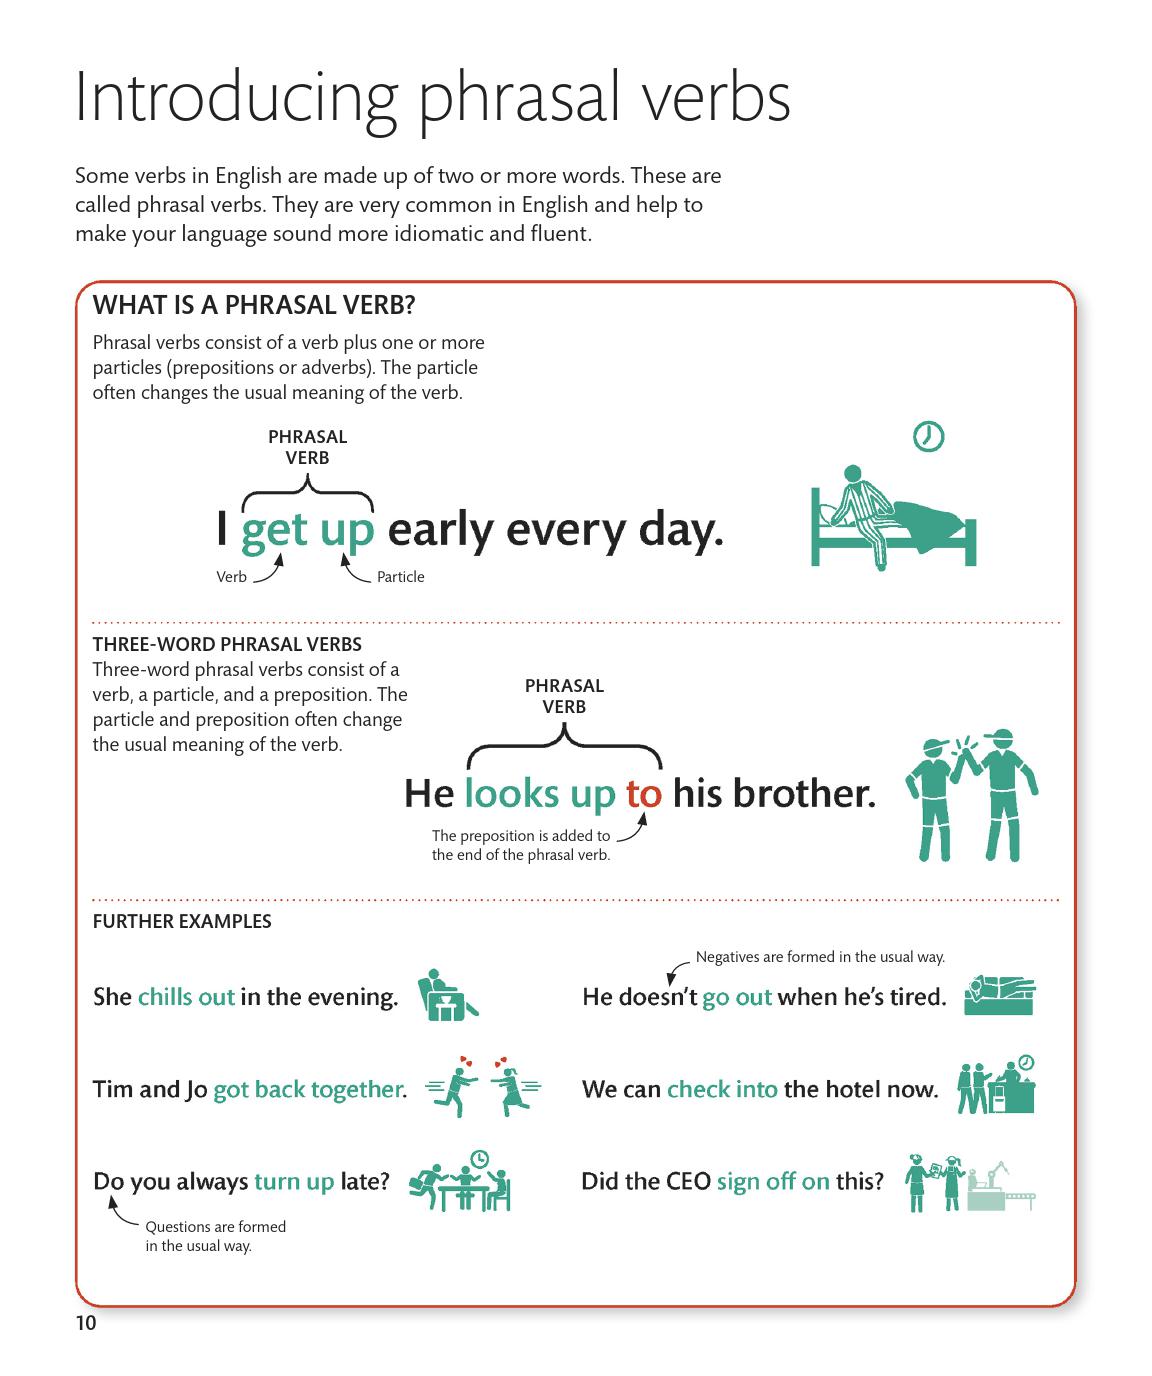 Introducing phrasal verbs
Some verbs in English are made up of two or more words. These are
called phrasal verbs. They are very common in English and help to
make your language sound more idiomatic and fluent.
WHAT IS A PHRASAL VERB?
Phrasal verbs consist of a verb plus one or more
particles (prepositions or adverbs). The particle
often changes the usual meaning of the verb.
PHRASAL
VERB
I get up early every day.
Verb
Particle
THREE-WORD PHRASAL VERBS
Three-word phrasal verbs consist of a
verb, a particle, and a preposition. The
particle and preposition often change
the usual meaning of the verb.
PHRASAL
VERB
He looks up to his brother.
The preposition is added to
the end of the phrasal verb.
FURTHER EXAMPLES
She chills out in the evening.
Negatives are formed in the usual way.
He doesn’t go out when he’s tired.
Tim and Jo got back together.
We can check into the hotel now.
Do you always turn up late?
Questions are formed
in the usual way.
Did the CEO sign off on this?
10